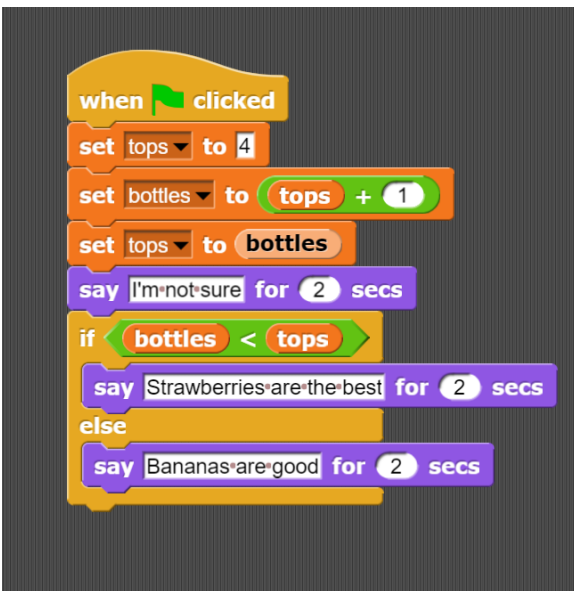 when clicked
set tops to 4
set bottles to tops + 1
set tops to bottles
say I'm not sure for 2 secs
if bottles < tops
say Strawberries are the best for 2 secs
else
say Bananas are good for 2 secs